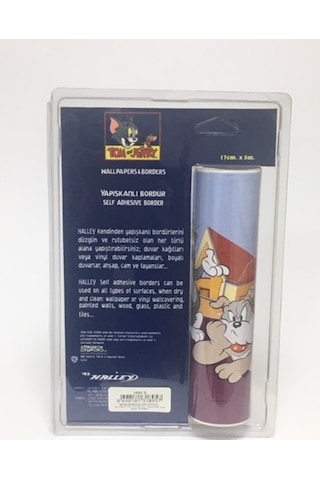 TOM and JERRY
WALLPAPERS & BORDERS
17cm. x 5m.
YAPIŞKANLI BORDÜR
SELF ADHESIVE BORDER
HALLEY Kendinden yapışkanlı bordürlerini
düzgün ve rutubetsiz olan her türlü
alana yapıştırabilirsiniz; duvar kağıtları
veya vinyl duvar kaplamaları, boyalı
duvarlar, ahşap, cam ve fayanslar...
HALLEY Self adhesive borders can be
used on all types of surfaces, when dry
and clean: wallpaper or vinyl wallcovering,
painted walls, wood, glass, plastic and
tiles...
HALLEY